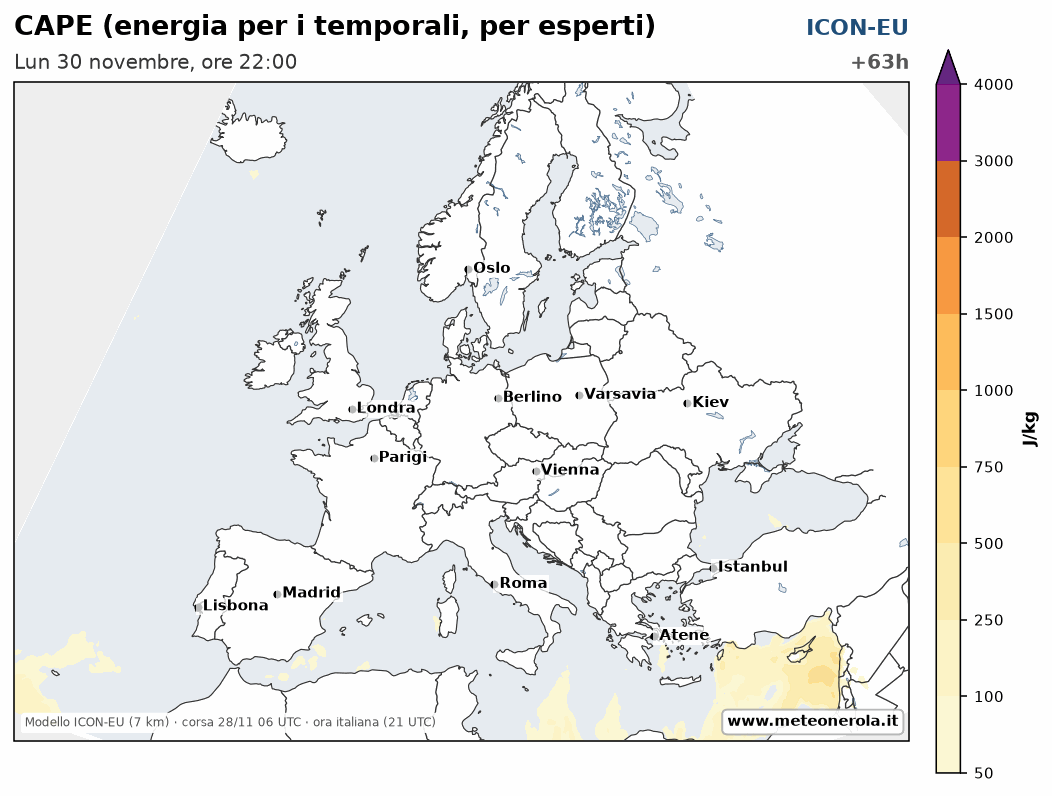 CAPE (energia per i temporali, per esperti)
ICON-EU
Lun 30 novembre, ore 22:00
+63h
Oslo
Londra
Berlino
Varsavia
Kiev
Parigi
Vienna
Istanbul
Roma
Madrid
Lisbona
Atene
Modello ICON-EU (7 km) · corsa 28/11 06 UTC · ora italiana (21 UTC)
www.meteonerola.it
4000
3000
2000
1500
1000
750
500
250
100
50
J/kg